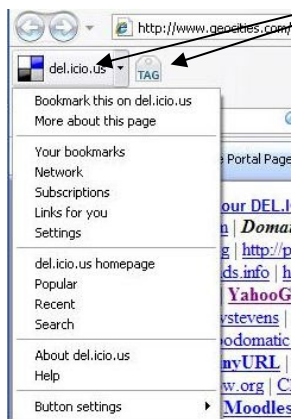 http://www.geocities.com/
del.icio.us
TAG
Bookmark this on del.icio.us
More about this page
Portal Page
Your bookmarks
Network
Subscriptions
Links for you
Settings
del.icio.us homepage
Popular
Recent
Search
About del.icio.us
Help
Button settings
our DEL.I
| Domai
| http://p
ds.info | h
| YahooG
vstevens |
odomatic
nyURL |
w.org | C
Moodles